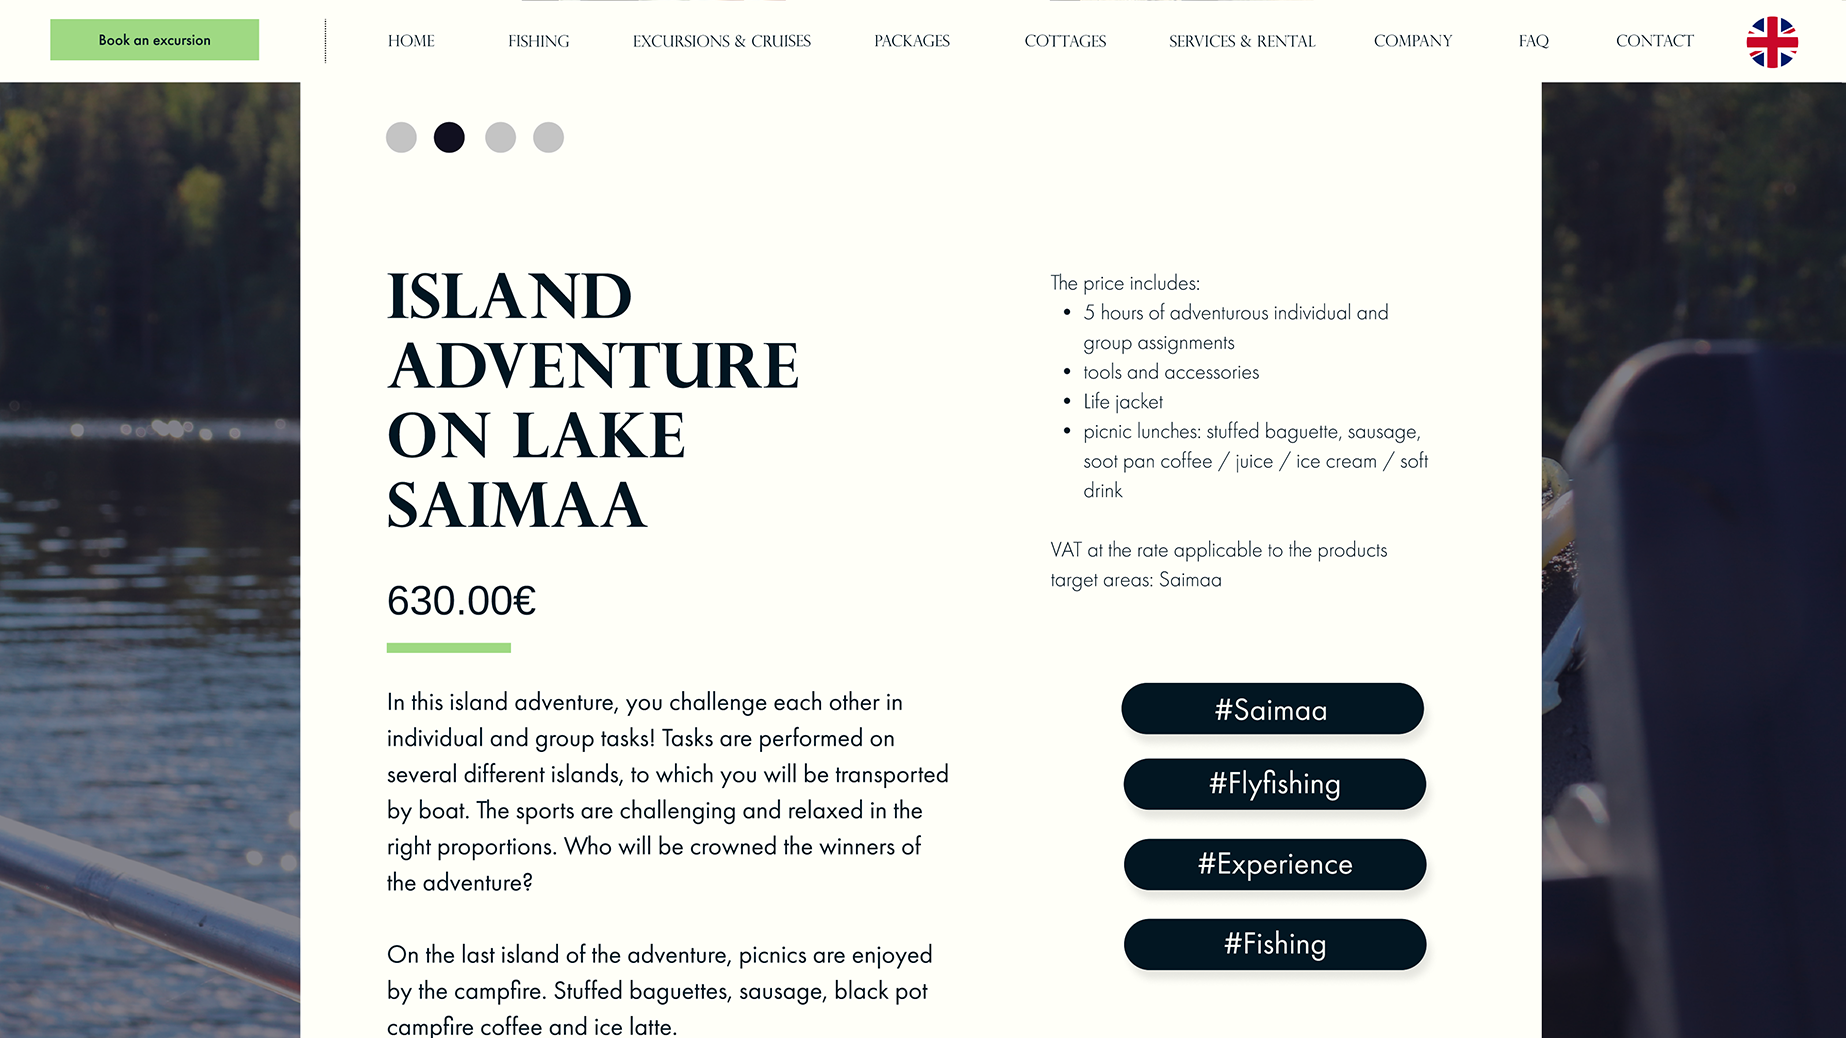 Book an excursion
HOME
FISHING
EXCURSIONS & CRUISES
PACKAGES
COTTAGES
SERVICES & RENTAL
COMPANY
FAQ
CONTACT
ISLAND
ADVENTURE
ON LAKE
SAIMAA
630.00€
In this island adventure, you challenge each other in
individual and group tasks! Tasks are performed on
several different islands, to which you will be transported
by boat. The sports are challenging and relaxed in the
right proportions. Who will be crowned the winners of
the adventure?
On the last island of the adventure, picnics are enjoyed
by the campfire. Stuffed baguettes, sausage, black pot
campfire coffee and ice latte.
The price includes:
• 5 hours of adventurous individual and
group assignments
• tools and accessories
• Life jacket
• picnic lunches: stuffed baguette, sausage,
soot pan coffee / juice / ice cream / soft
drink
VAT at the rate applicable to the products
target areas: Saimaa
#Saimaa
#Flyfishing
#Experience
#Fishing